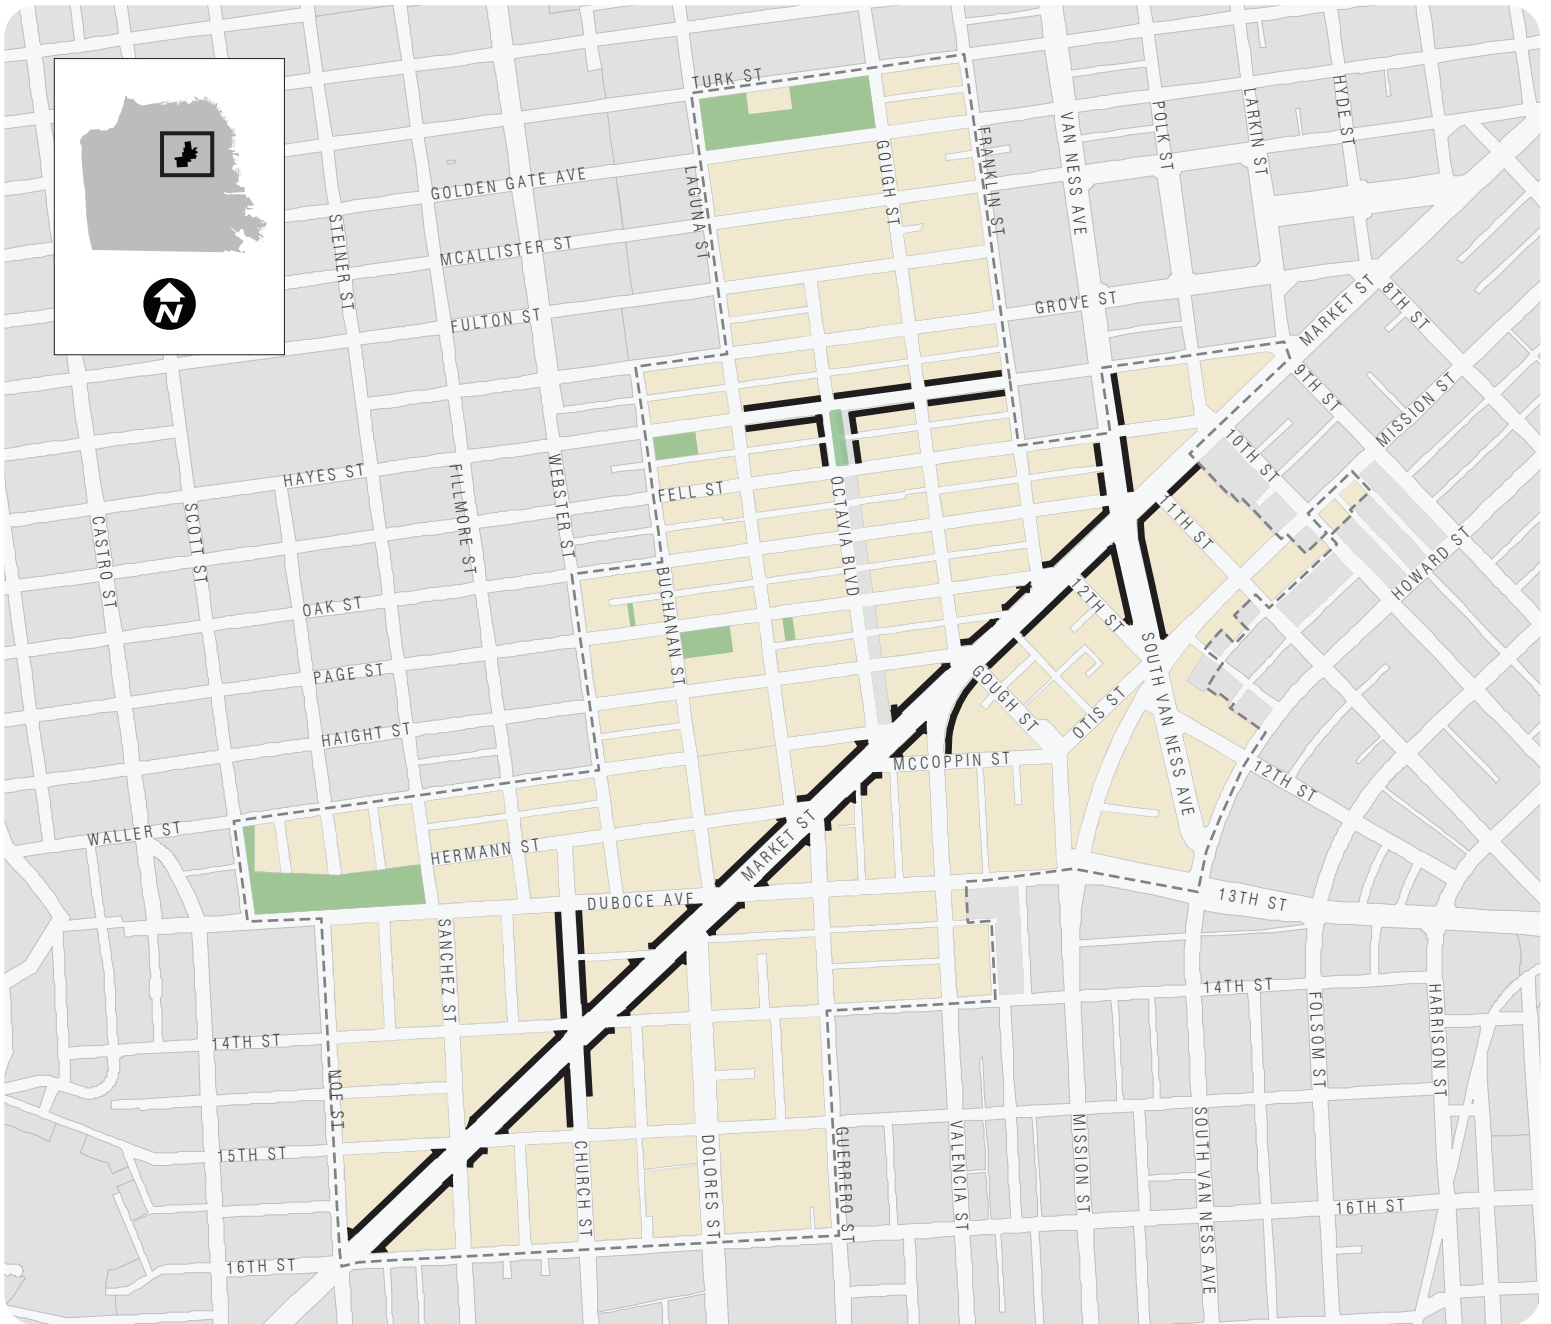 TURK ST
GOLDEN GATE AVE
MCALLISTER ST
FULTON ST
STEINER ST
LAGUNA ST
GOUGH ST
FRANKLIN ST
VAN NESS AVE
POLK ST
LARKIN ST
HYDE ST
GROVE ST
MARKET ST
8TH ST
9TH ST
MISSION ST
10TH ST
11TH ST
HOWARD ST
N
HAYES ST
FELL ST
CASTRO ST
SCOTT ST
FILLMORE ST
WEBSTER ST
OCTAVIA BLVD
BUCHANAN ST
OAK ST
PAGE ST
HAIGHT ST
12TH ST
GOUGH ST
OTIS ST
SOUTH VAN NESS AVE
MCCOPPIN ST
12TH ST
WALLER ST
HERMANN ST
MARKET ST
DUBOCE AVE
13TH ST
SANCHEZ ST
14TH ST
14TH ST
FOLSOM ST
HARRISON ST
NOE ST
15TH ST
CHURCH ST
DOLORES ST
GUERRERO ST
VALENCIA ST
MISSION ST
SOUTH VAN NESS AVE
16TH ST
16TH ST